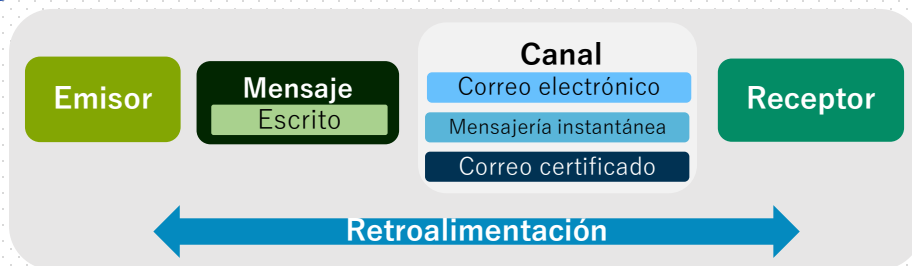 Emisor
Mensaje
Escrito
Canal
Correo electrónico
Mensajería instantánea
Correo certificado
Receptor
Retroalimentación